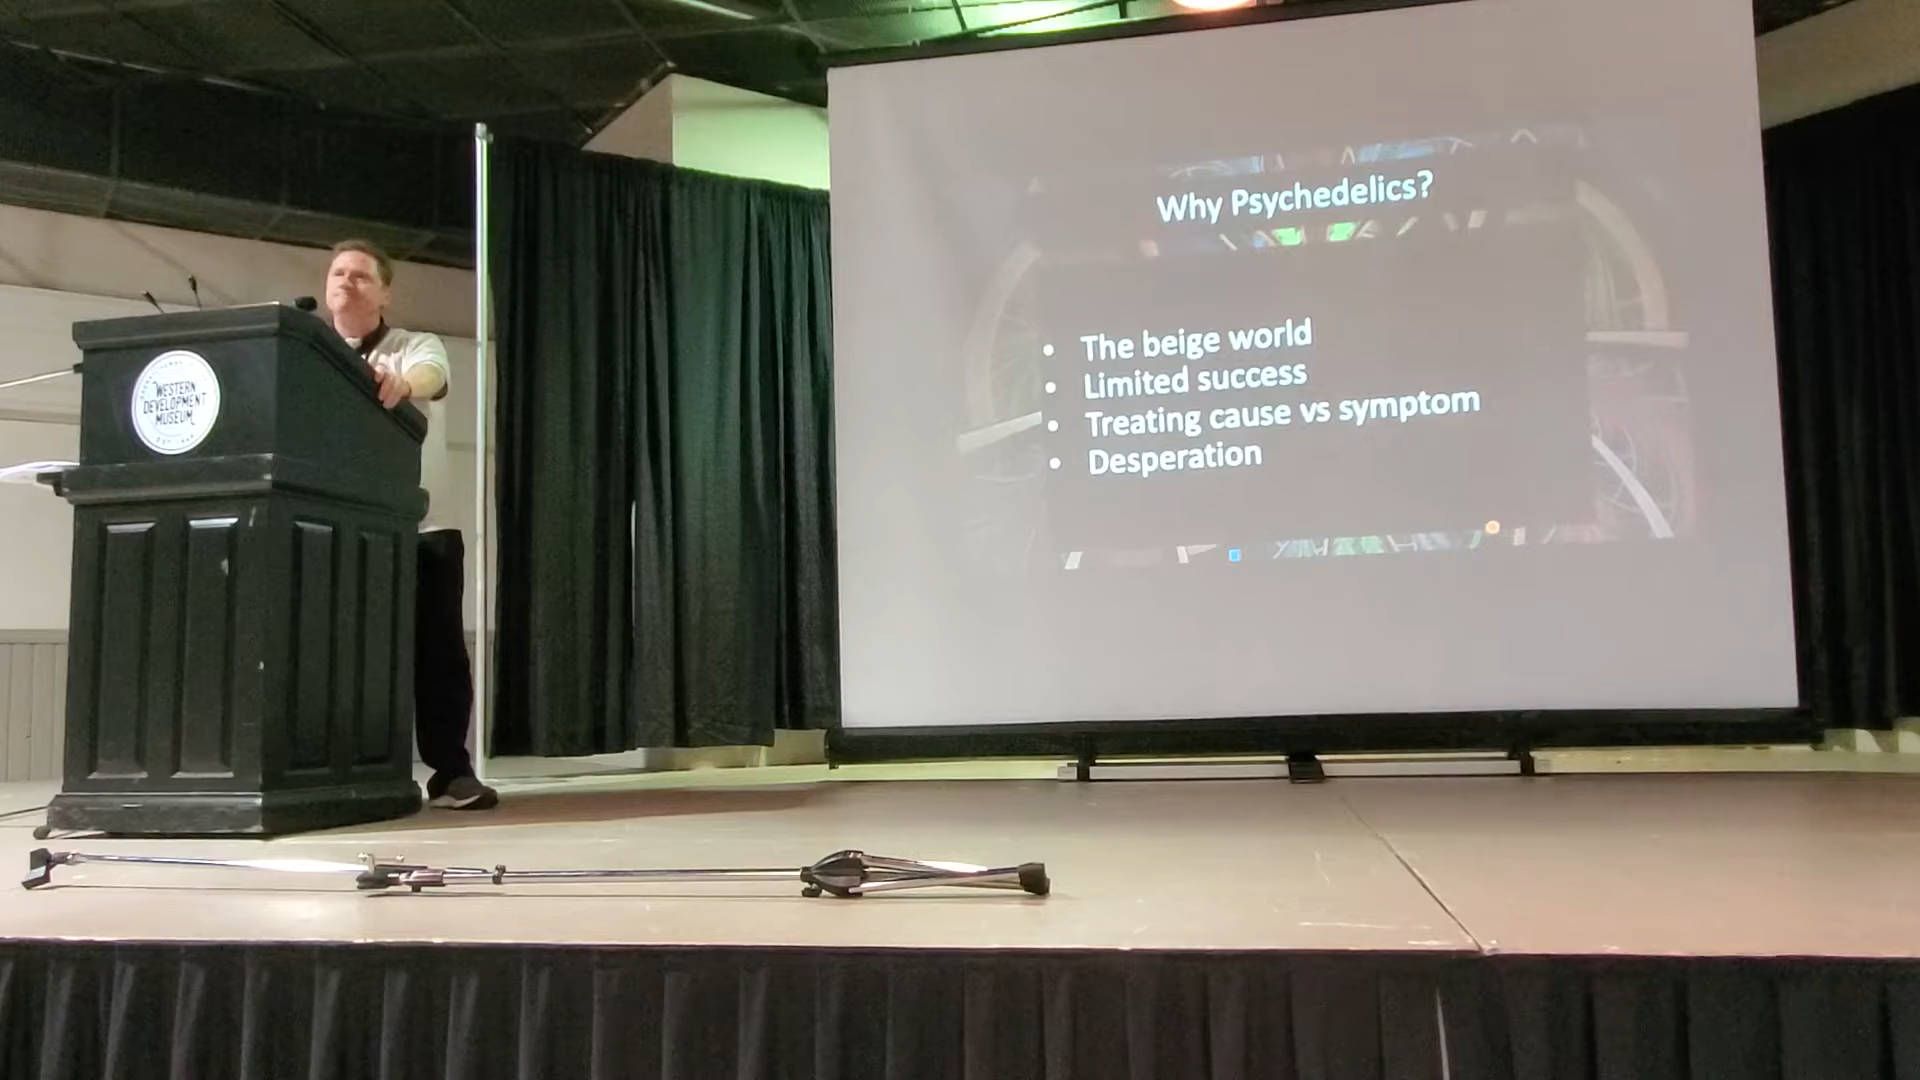 WESTERN
DEVELOPMENT
MUSEUM
Why Psychedelics?
• The beige world
• Limited success
• Treating cause vs symptom
• Desperation